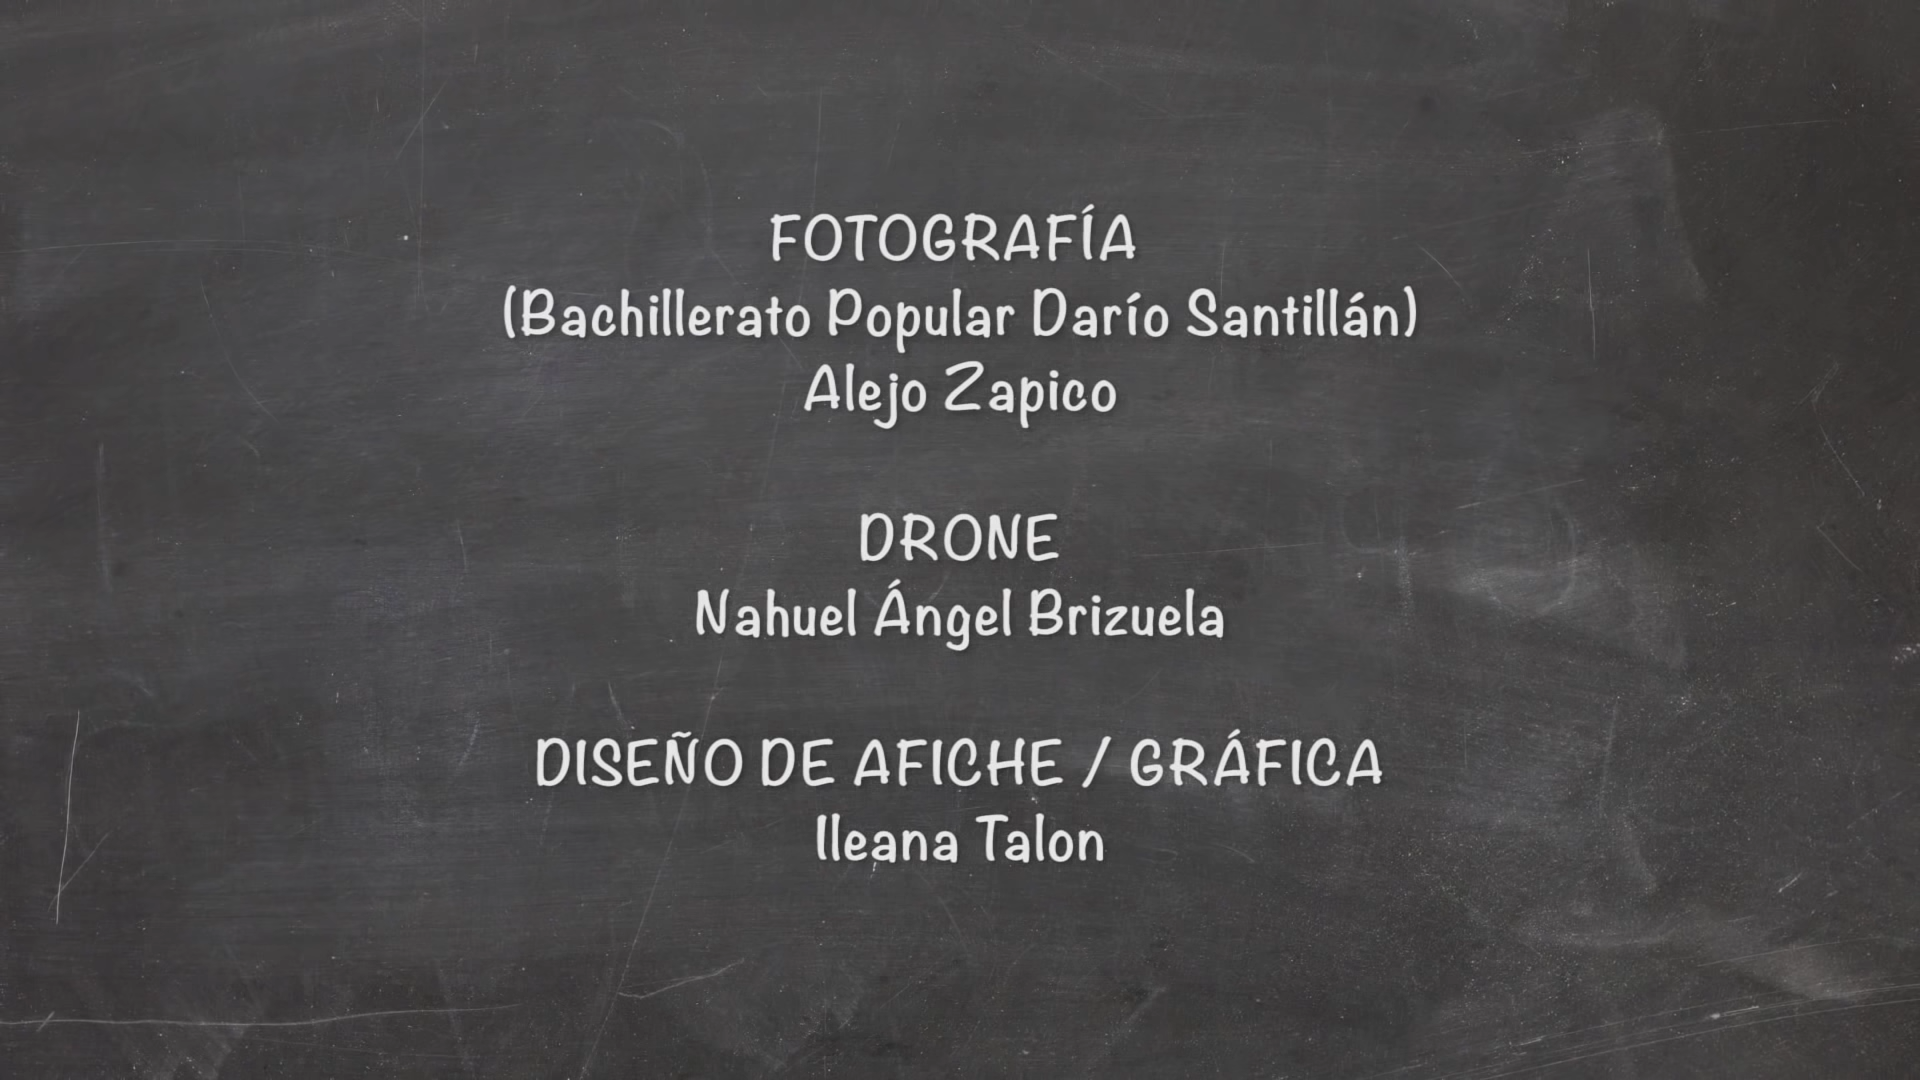 FOTOGRAFÍA
(Bachillerato Popular Darío Santillán)
Alejo Zapico
DRONE
Nahuel Ángel Brizuela
DISEÑO DE AFICHE / GRÁFICA
Ileana Talon